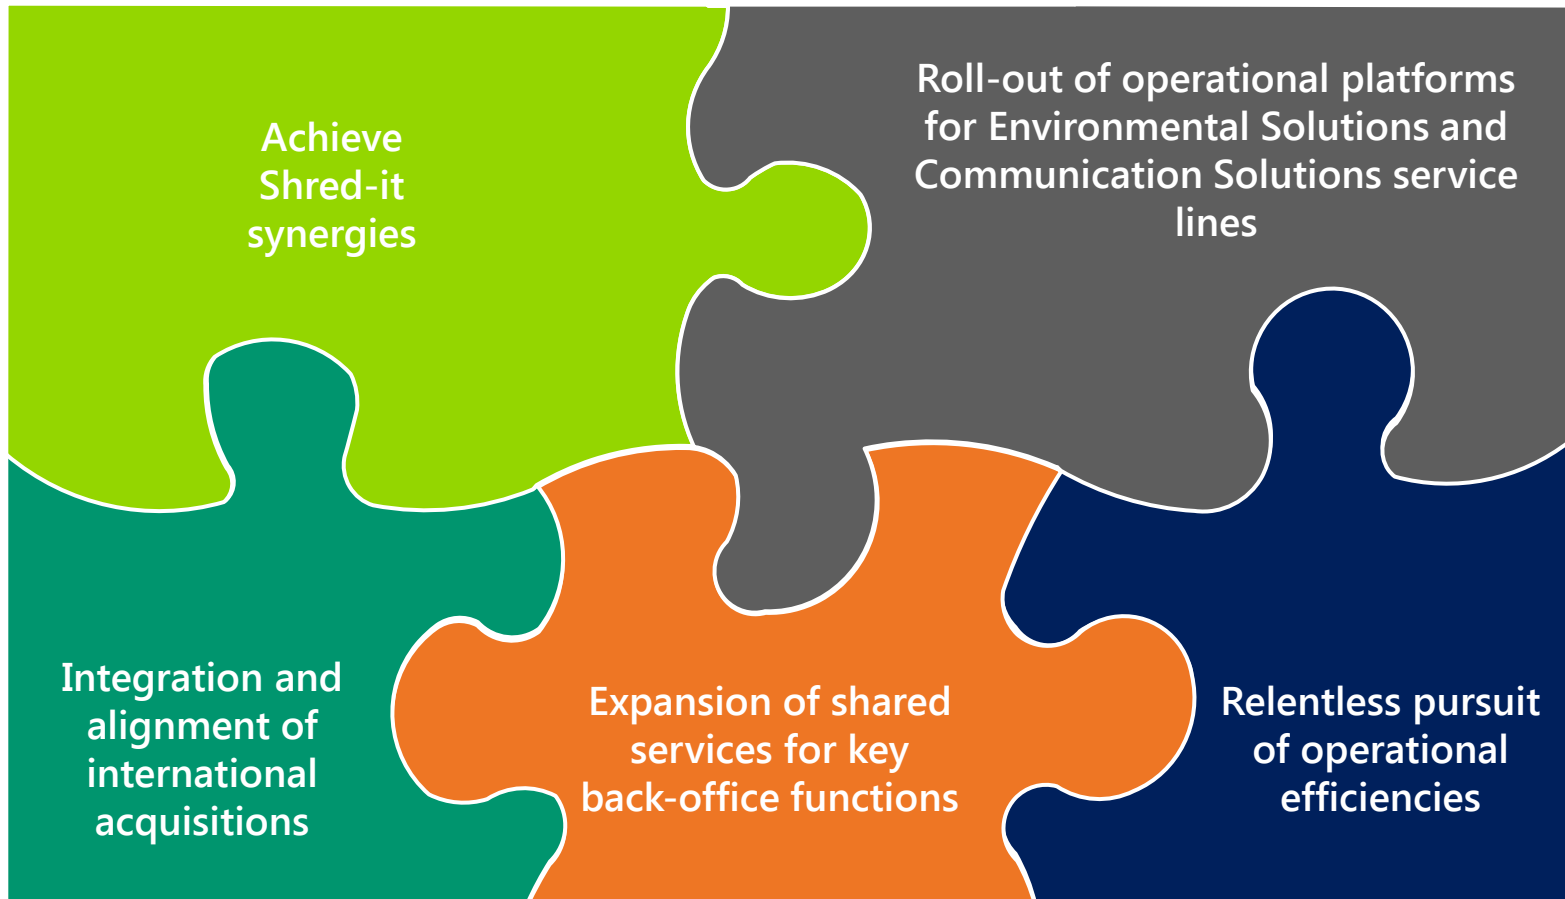 Achieve
Shred-it
synergies
Roll-out of operational platforms
for Environmental Solutions and
Communication Solutions service
lines
Integration and
alignment of
international
acquisitions
Expansion of shared
services for key
back-office functions
Relentless pursuit
of operational
efficiencies